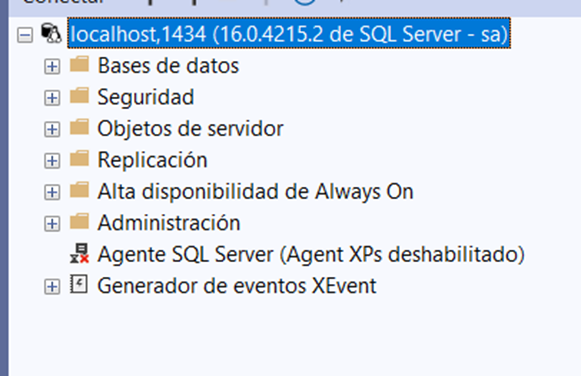 Conectar
localhost,1434 (16.0.4215.2 de SQL Server - sa)
Bases de datos
Seguridad
Objetos de servidor
Replicación
Alta disponibilidad de Always On
Administración
Agente SQL Server (Agent XPs deshabilitado)
Generador de eventos XEvent